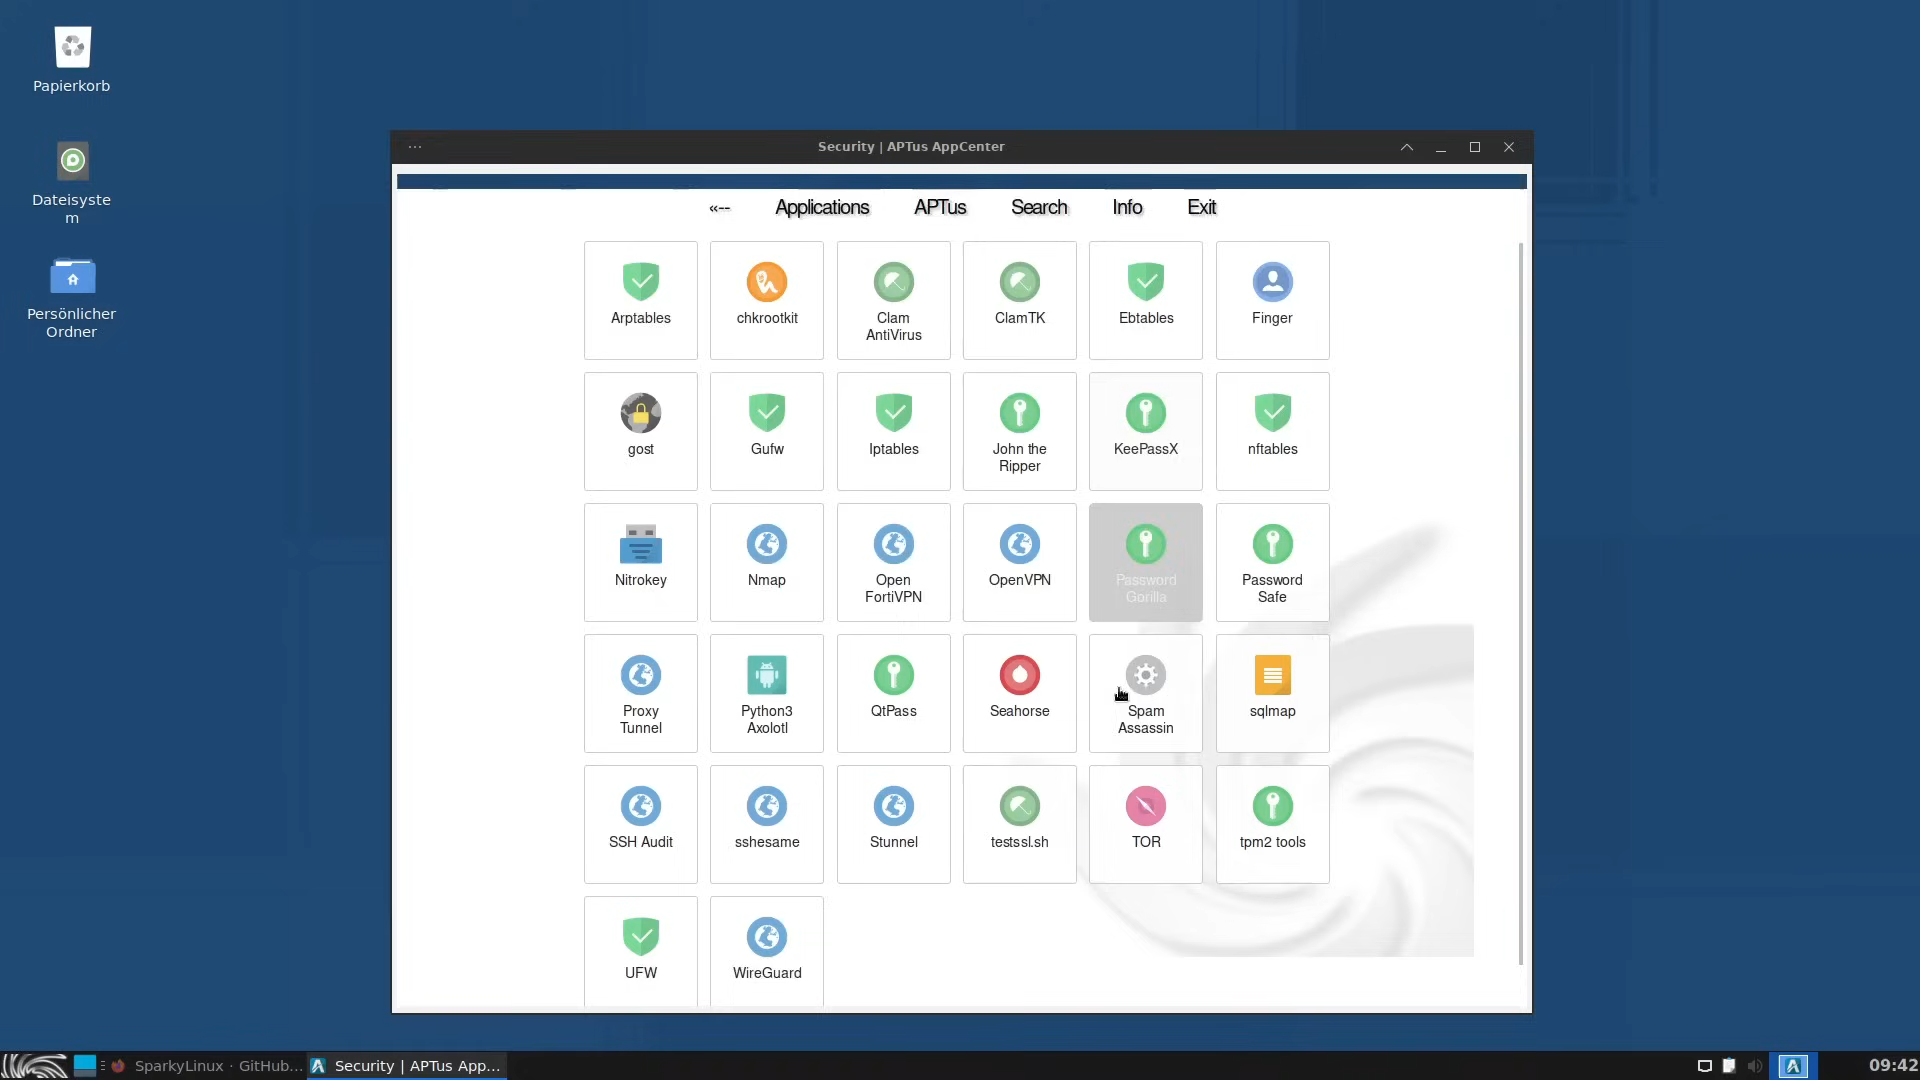 Papierkorb
Dateisyste
m
Persönlicher
Ordner
... Security | APTus AppCenter
«-- Applications APTus Search Info Exit
Arptables
chkrootkit
Clam
AntiVirus
ClamTK
Ebtables
Finger
gost
Gufw
Iptables
John the
Ripper
KeePassX
nftables
Nitrokey
Nmap
Open
FortiVPN
OpenVPN
Password
Gorilla
Password
Safe
Proxy
Tunnel
Python3
Axolotl
QtPass
Seahorse
Spam
Assassin
sqlmap
SSH Audit
sshesame
Stunnel
testssl.sh
TOR
tpm2 tools
UFW
WireGuard
SparkyLinux · GitHub...
Security | APTus App...
09:42